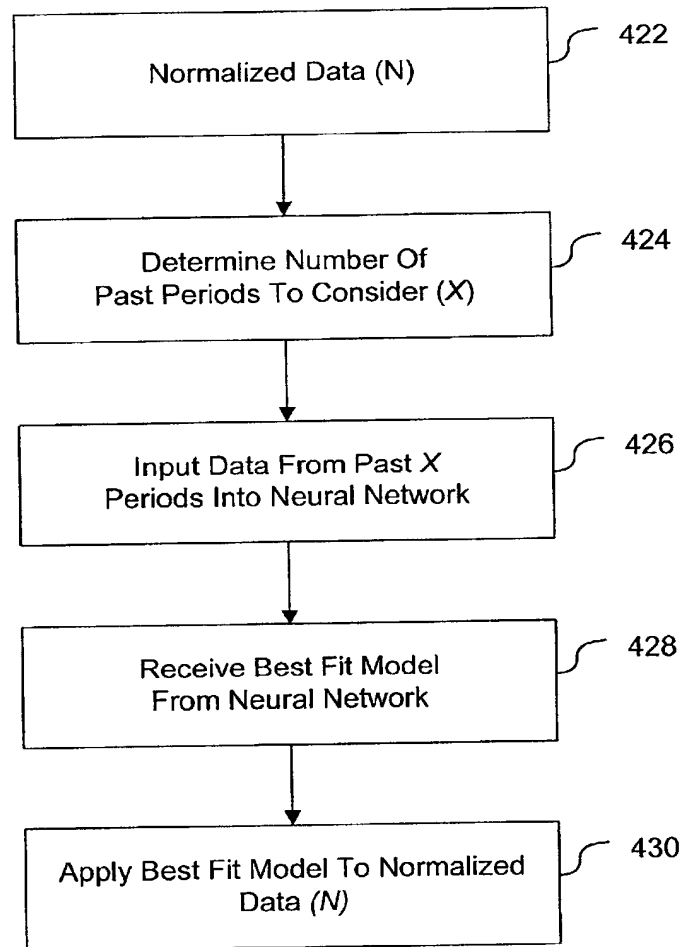 Normalized Data (N)
422
Determine Number Of
Past Periods To Consider (X)
424
Input Data From Past X
Periods Into Neural Network
426
Receive Best Fit Model
From Neural Network
428
Apply Best Fit Model To Normalized
Data (N)
430